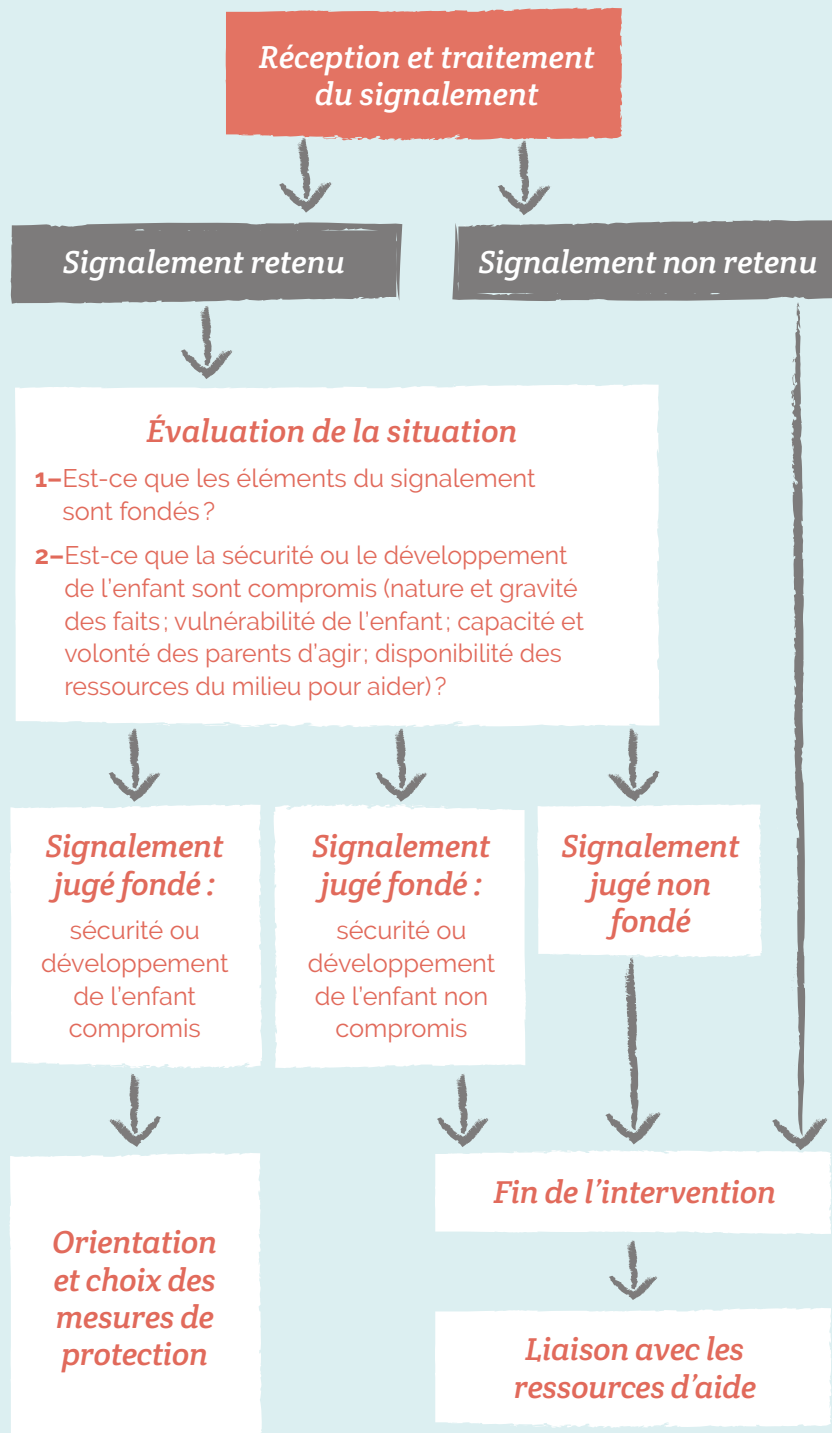 Réception et traitement
du signalement
Signalement retenu
Signalement non retenu
Évaluation de la situation
1–Est-ce que les éléments du signalement
sont fondés ?
2–Est-ce que la sécurité ou le développement
de l’enfant sont compromis (nature et gravité
des faits ; vulnérabilité de l’enfant ; capacité et
volonté des parents d’agir ; disponibilité des
ressources du milieu pour aider) ?
Signalement
jugé fondé :
sécurité ou
développement
de l’enfant
compromis
Signalement
jugé fondé :
sécurité ou
développement
de l’enfant non
compromis
Signalement
jugé non
fondé
Orientation
et choix des
mesures de
protection
Fin de l’intervention
Liaison avec les
ressources d’aide